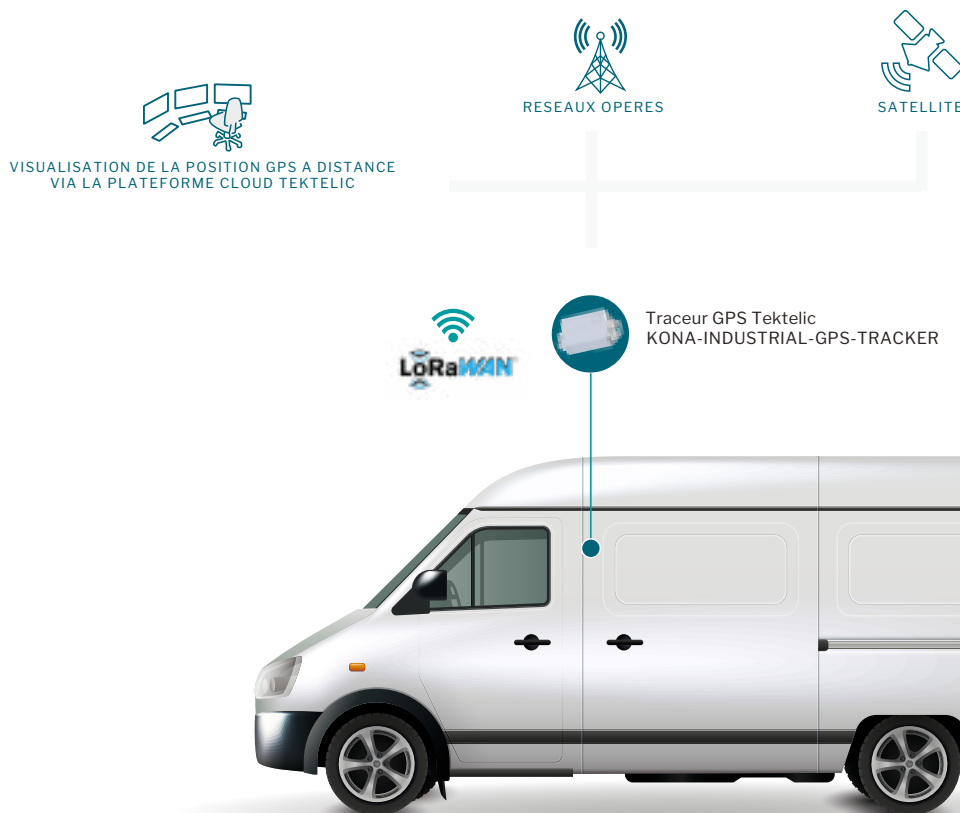 RESEAUX OPERES
SATELLITE
VISUALISATION DE LA POSITION GPS A DISTANCE
VIA LA PLATEFORME CLOUD TEKTELIC
Traceur GPS Tektelic
KONA-INDUSTRIAL-GPS-TRACKER
LoRaWAN